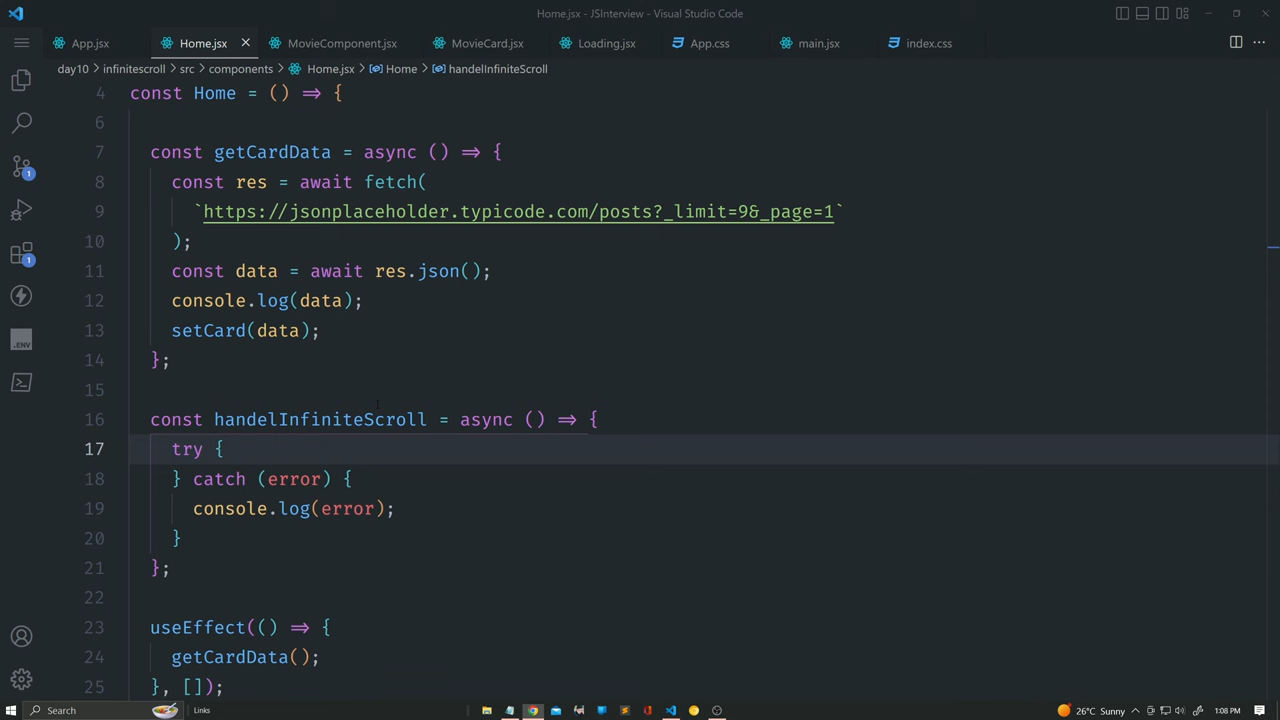 Home.jsx - JSInterview - Visual Studio Code
App.jsx Home.jsx MovieComponent.jsx MovieCard.jsx Loading.jsx App.css main.jsx index.css
day10 > infinitescroll > src > components > Home.jsx > Home > handelInfiniteScroll
4 const Home = () => {
6
7 const getCardData = async () => {
8 const res = await fetch(
9 `https://jsonplaceholder.typicode.com/posts?_limit=9&_page=1`
10 );
11 const data = await res.json();
12 console.log(data);
13 setCard(data);
14 };
15
16 const handelInfiniteScroll = async () => {
17 try {
18 } catch (error) {
19 console.log(error);
20 }
21 };
22
23 useEffect(() => {
24 getCardData();
25 }, []);
1
1
.ENV
Search Links 26°C Sunny 1:08 PM